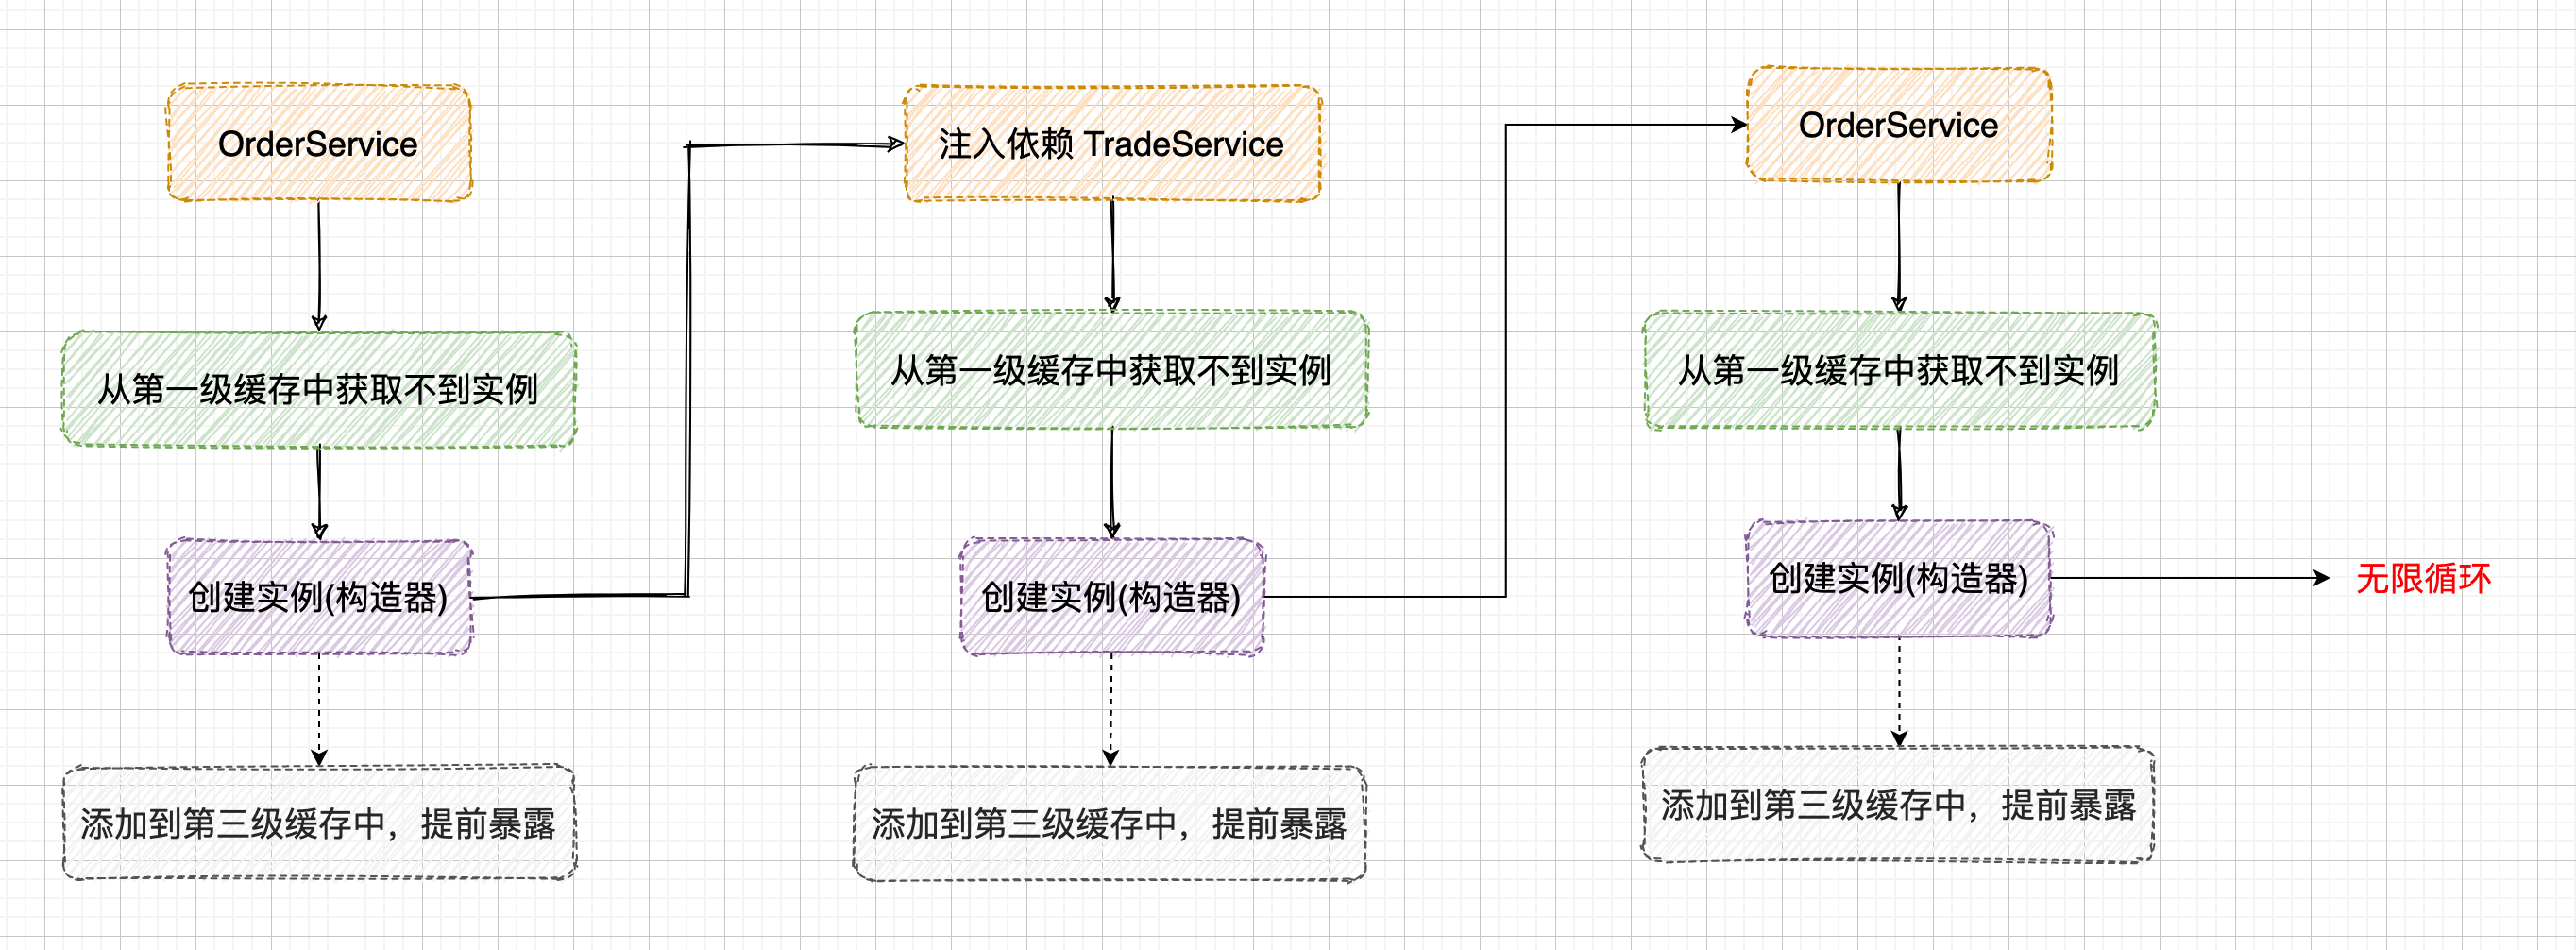 OrderService
从第一级缓存中获取不到实例
创建实例(构造器)
添加到第三级缓存中，提前暴露
注入依赖 TradeService
从第一级缓存中获取不到实例
创建实例(构造器)
添加到第三级缓存中，提前暴露
OrderService
从第一级缓存中获取不到实例
创建实例(构造器)
添加到第三级缓存中，提前暴露
无限循环